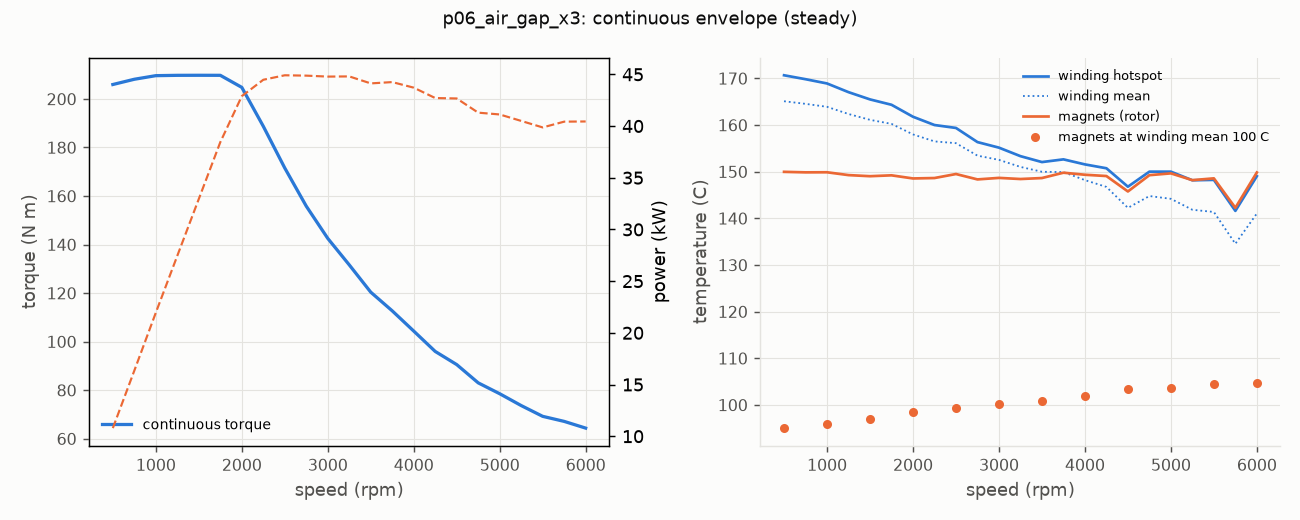 p06_air_gap_x3: continuous envelope (steady)
200
180
160
140
120
100
80
60
torque (N m)
45
40
35
30
25
20
15
10
power (kW)
continuous torque
1000 2000 3000 4000 5000 6000
speed (rpm)
170
160
150
140
130
120
110
100
temperature (C)
winding hotspot
winding mean
magnets (rotor)
magnets at winding mean 100 C
1000 2000 3000 4000 5000 6000
speed (rpm)